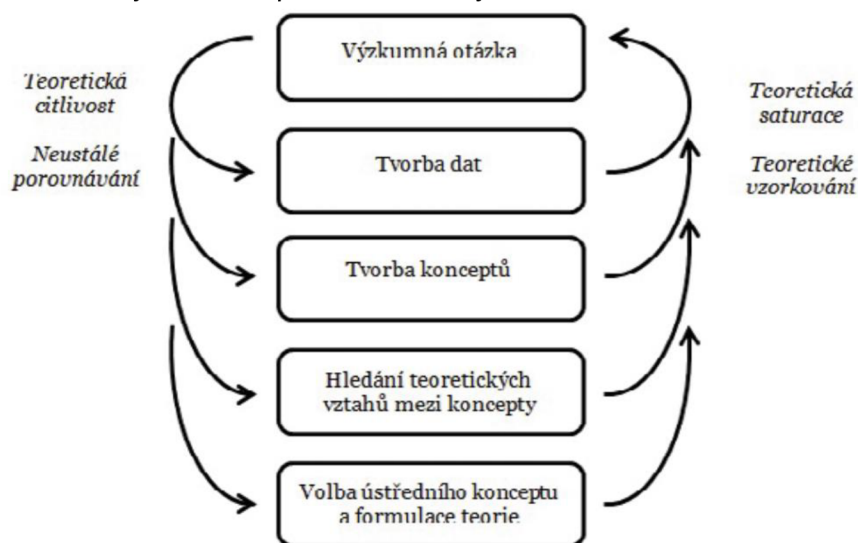 Výzkumná otázka
Teoretická
citlivost
Neustálé
porovnávání
Teoretická
saturace
Teoretické
vzorkování
Tvorba dat
Tvorba konceptů
Hledání teoretických
vztahů mezi koncepty
Volba ústředního konceptu
a formulace teorie